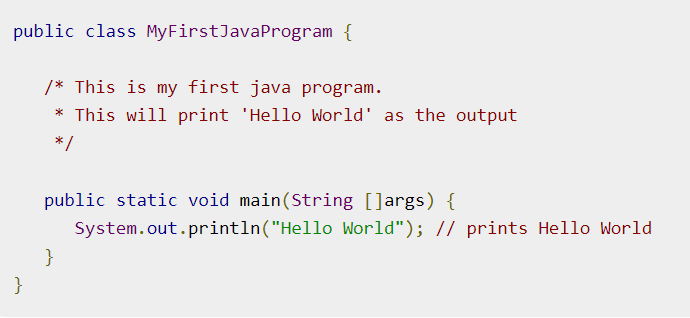 public class MyFirstJavaProgram {
/* This is my first java program.
* This will print 'Hello World' as the output
*/
public static void main(String []args) {
System.out.println("Hello World"); // prints Hello World
}
}